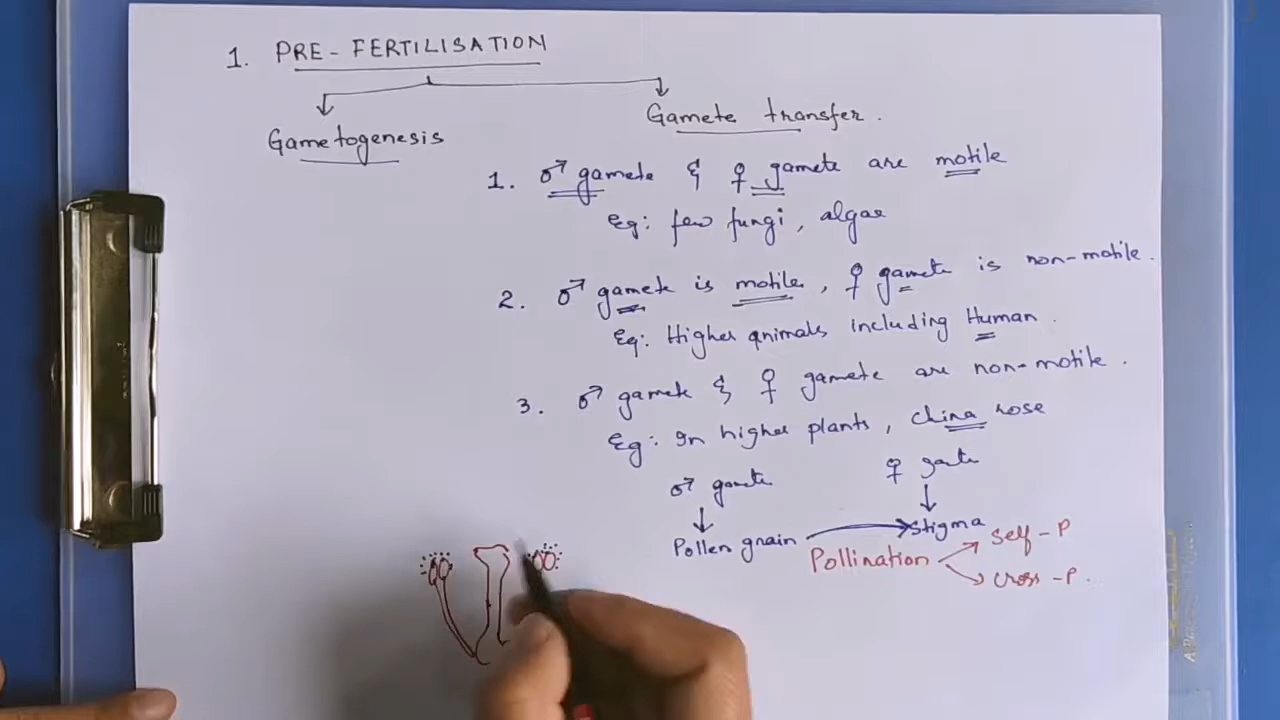 1. PRE-FERTILISATION
Gametogenesis
Gamete transfer.
1. ♂ gamete & ♀ gamete are motile
Eg: few fungi, algae
2. ♂ gamete is motile, ♀ gamete is non-motile.
Eg: Higher animals including Human.
3. ♂ gamete & ♀ gamete are non-motile.
Eg: In higher plants, china rose
♂ gamete ♀ gamete
Pollen grain Stigma
Pollination Self-P
Cross-P.